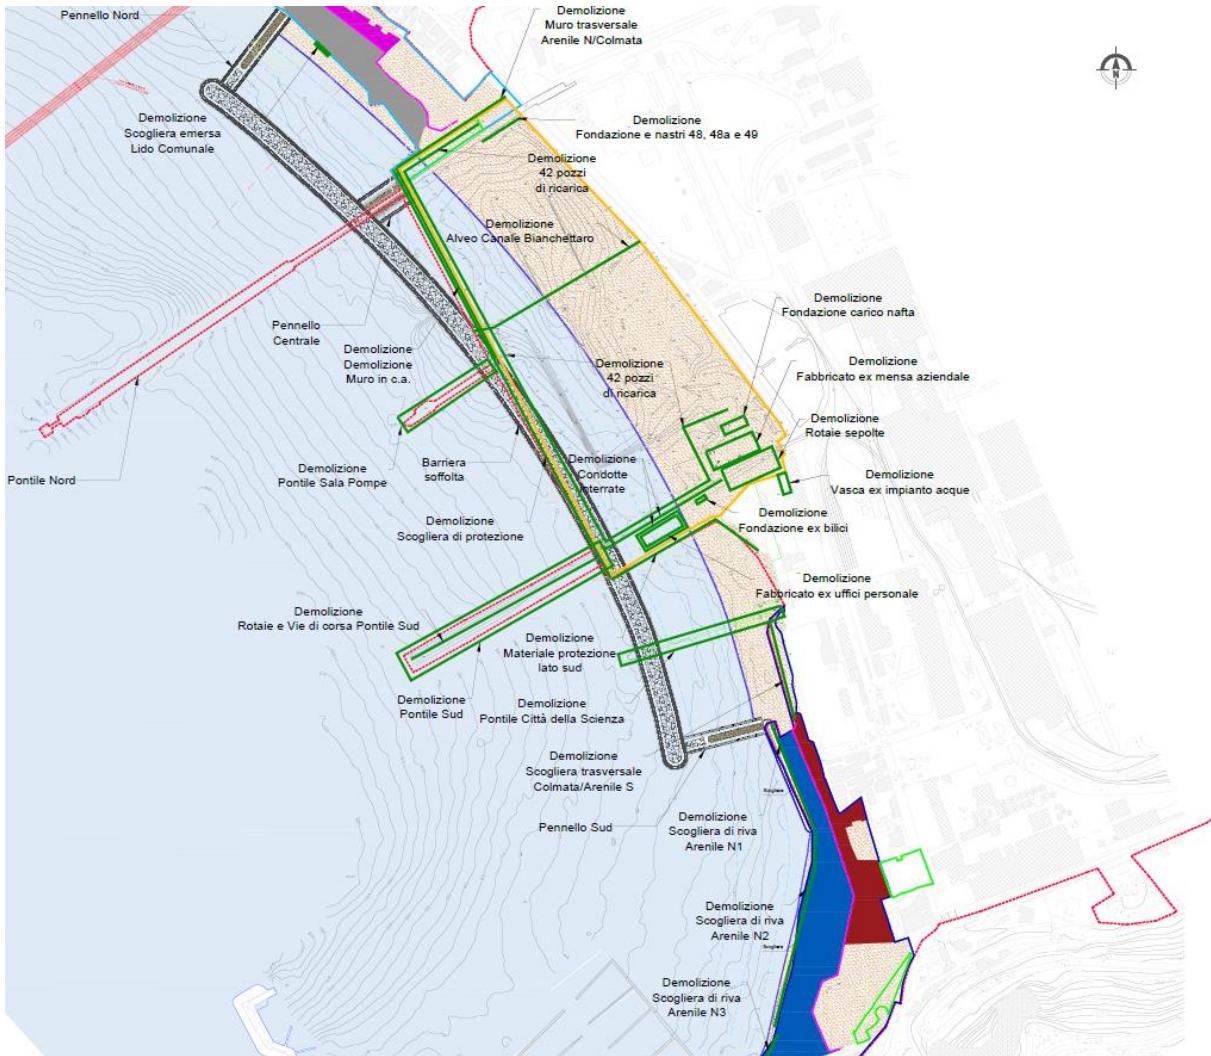 Pennello Nord
Demolizione
Muro trasversale
Arenile N/Colmata
N
Demolizione
Scogliera emersa
Lido Comunale
Demolizione
Fondazione e nastri 48, 48a e 49
Demolizione
42 pozzi
di ricarica
Demolizione
Alveo Canale Bianchettaro
Demolizione
Fondazione carico nafta
Pennello
Centrale
Demolizione
Demolizione
Muro in c.a.
Demolizione
42 pozzi
di ricarica
Demolizione
Fabbricato ex mensa aziendale
Demolizione
Rotaie sepolte
Pontile Nord
Demolizione
Pontile Sala Pompe
Barriera
soffolta
Demolizione
Condotte
interrate
Demolizione
Vasca ex impianto acque
Demolizione
Scogliera di protezione
Demolizione
Fondazione ex bilici
Demolizione
Fabbricato ex uffici personale
Demolizione
Rotaie e Vie di corsa Pontile Sud
Demolizione
Materiale protezione
lato sud
Demolizione
Pontile Sud
Demolizione
Pontile Città della Scienza
Demolizione
Scogliera trasversale
Colmata/Arenile S
Pennello Sud
Demolizione
Scogliera di riva
Arenile N1
Demolizione
Scogliera di riva
Arenile N2
Demolizione
Scogliera di riva
Arenile N3